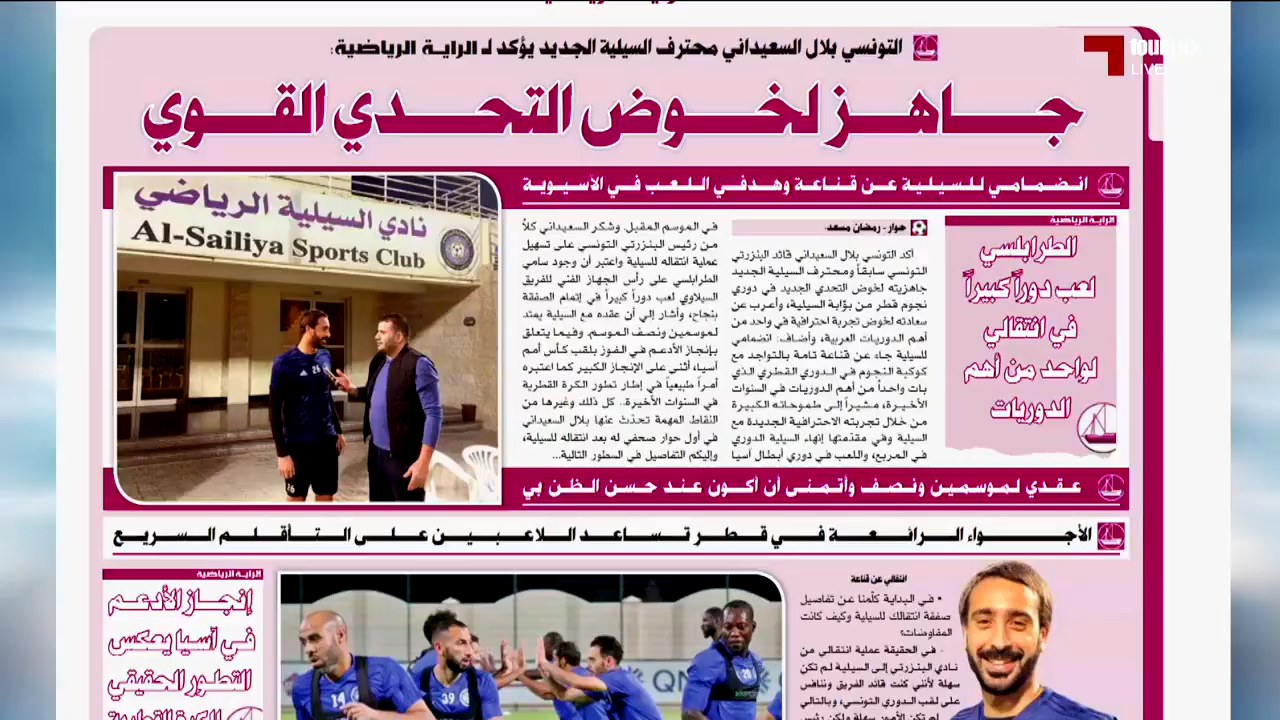 التونسي بلال السعيداني محترف السيلية الجديد يؤكد لـ الراية الرياضية:
جاهز لخوض التحدي القوي
انضمامي للسيلية عن قناعة وهدفي اللعب في الآسيوية
الراية الرياضية
الطرابلسي
لعب دوراً كبيراً
في انتقالي
لواحد من أهم
الدوريات
حوار - رمضان مسعد
أكد التونسي بلال السعيداني قائد البنزرتي
التونسي سابقاً ومحترف السيلية الجديد
جاهزيته لخوض التحدي الجديد في دوري
نجوم قطر من بوابة السيلية، وأعرب عن
سعادته لخوض تجربة احترافية في واحد من
أهم الدوريات العربية، وأضاف: انضمامي
للسيلية جاء عن قناعة تامة بالتواجد مع
كوكبة النجوم في الدوري القطري الذي
بات واحداً من أهم الدوريات في السنوات
الأخيرة، مشيراً إلى طموحاته الكبيرة
من خلال تجربته الاحترافية الجديدة مع
السيلية وفي مقدمتها إنهاء السيلية الدوري
في المربع، واللعب في دوري أبطال آسيا
في الموسم المقبل. وشكر السعيداني كلاً
من رئيس البنزرتي التونسي على تسهيل
عملية انتقاله للسيلية واعتبر أن وجود سامي
الطرابلسي على رأس الجهاز الفني للفريق
السيلاوي لعب دوراً كبيراً في إتمام الصفقة
بنجاح، وأشار إلي أن عقده مع السيلية يمتد
لموسمين ونصف الموسم. وفيما يتعلق
بإنجاز الأدعم في الفوز بلقب كأس أمم
آسيا، أثنى على الإنجاز الكبير كما اعتبره
أمراً طبيعياً في إطار تطور الكرة القطرية
في السنوات الأخيرة.. كل ذلك وغيرها من
النقاط المهمة تحدّث عنها بلال السعيداني
في أول حوار صحفي له بعد انتقاله للسيلية،
وإليكم التفاصيل في السطور التالية...
نادي السيلية الرياضي
Al-Sailiya Sports Club
26
عقدي لموسمين ونصف وأتمنى أن أكون عند حسن الظن بي
الأجواء الرائعة في قطر تساعد اللاعبين على التأقلم السريع
انتقالي عن قناعة
• في البداية كلّمنا عن تفاصيل
صفقة انتقالك للسيلية وكيف كانت
المفاوضات؟
- في الحقيقة عملية انتقالي من
نادي البنزرتي إلى السيلية لم تكن
سهلة لأنني كنت قائد الفريق وننافس
على لقب الدوري التونسي، وبالتالي
لم تكن الأمور سهلة ولكن رئيس
الراية الرياضية
إنجاز الأدعم
في آسيا يعكس
التطور الحقيقي
14
39
QN
LIVE